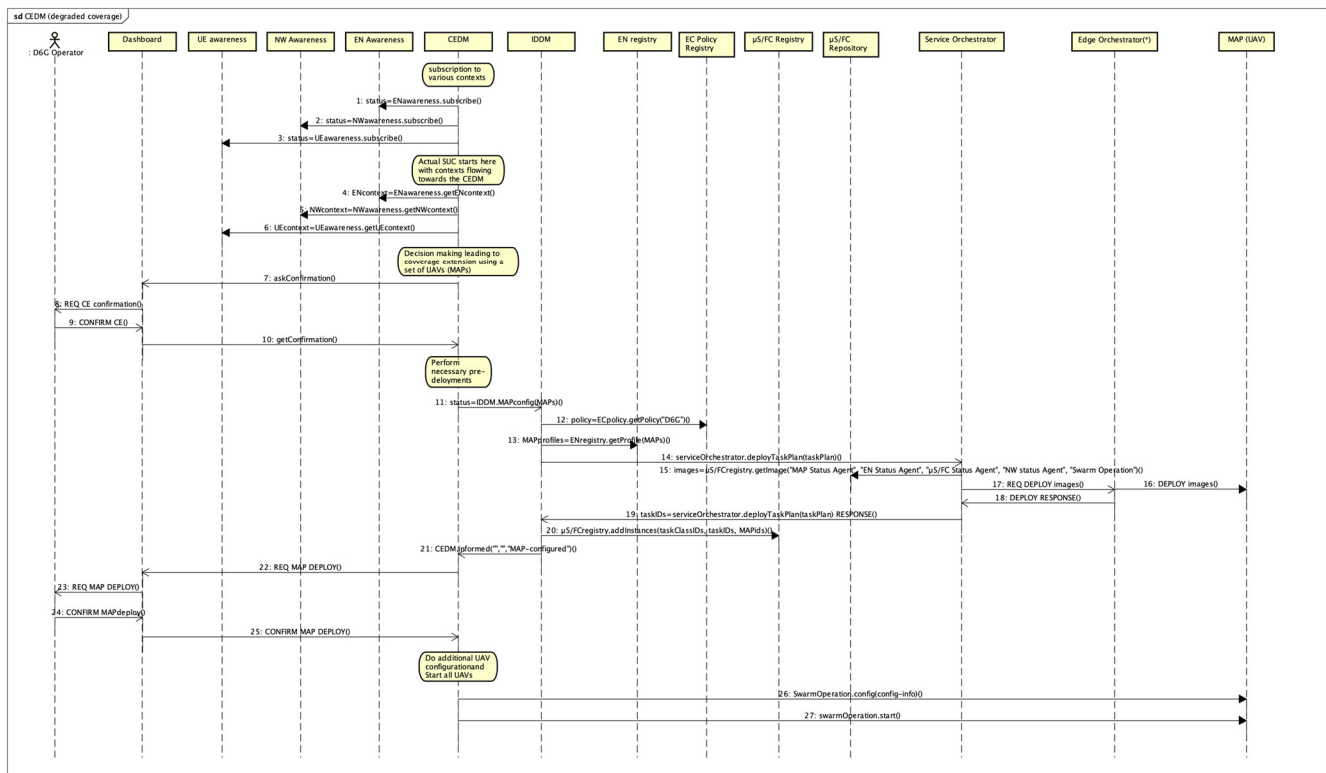 sd CEDM (degraded coverage)
: D6G Operator
Dashboard
UE awareness
NW Awareness
EN Awareness
CEDM
IDDM
EN registry
EC Policy
Registry
µS/FC Registry
µS/FC
Repository
Service Orchestrator
Edge Orchestrator(*)
MAP (UAV)
subscription to
various contexts
1: status=ENawareness.subscribe()
2: status=NWawareness.subscribe()
3: status=UEawareness.subscribe()
Actual SUC starts here
with contexts flowing
towards the CEDM
4: ENcontext=ENawareness.getENcontext()
5: NWcontext=NWawareness.getNWcontext()
6: UEcontext=UEawareness.getUEcontext()
Decision making leading to
covverage extension using a
set of UAVs (MAPs)
7: askConfirmation()
8: REQ CE confirmation()
9: CONFIRM CE()
10: getConfirmation()
Perform
necessary pre-
deloyments
11: status=IDDM.MAPconfig(MAPs)()
12: policy=ECpolicy.getPolicy("D6G")()
13: MAPprofiles=ENregistry.getProfile(MAPs)()
14: serviceOrchestrator.deployTaskPlan(taskPlan)()
15: images=µS/FCregistry.getImage("MAP Status Agent", "EN Status Agent", "µS/FC Status Agent", "NW status Agent", "Swarm Operation")()
17: REQ DEPLOY images()
16: DEPLOY images()
18: DEPLOY RESPONSE()
19: taskIDs=serviceOrchestrator.deployTaskPlan(taskPlan) RESPONSE()
20: µS/FCregistry.addInstances(taskClassIDs, taskIDs, MAPids)()
21: CEDM.informed("","","MAP-configured")()
22: REQ MAP DEPLOY()
23: REQ MAP DEPLOY()
24: CONFIRM MAPdeploy()
25: CONFIRM MAP DEPLOY()
Do additional UAV
configurationand
Start all UAVs
26: SwarmOperation.config(config-info)()
27: swarmOperation.start()